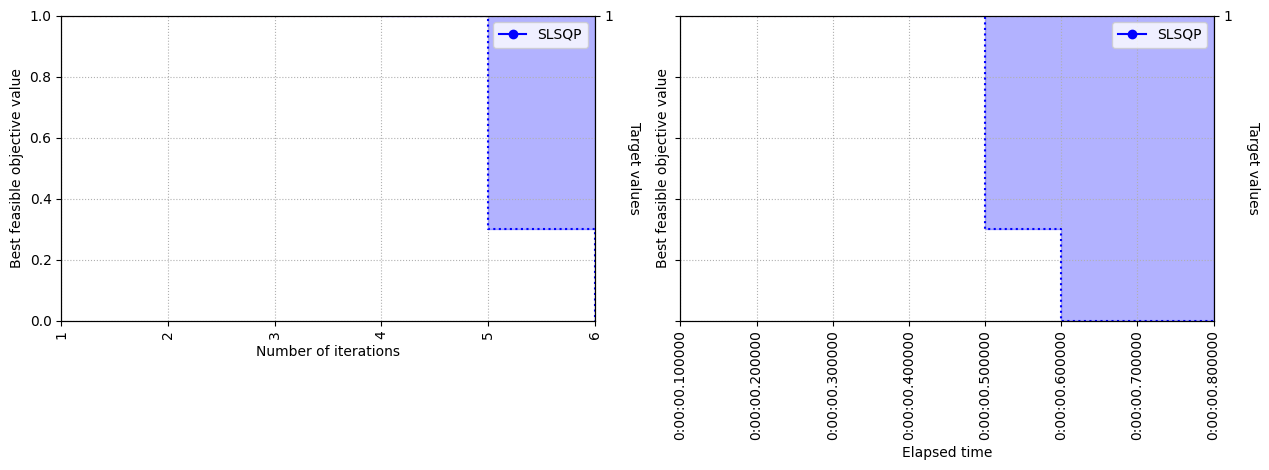 Best feasible objective value
1.0
0.8
0.6
0.4
0.2
0.0
1 2 3 4 5 6
Number of iterations
SLSQP
1
Target values
Best feasible objective value
SLSQP
1
Target values
0:00:00.100000
0:00:00.200000
0:00:00.300000
0:00:00.400000
0:00:00.500000
0:00:00.600000
0:00:00.700000
0:00:00.800000
Elapsed time